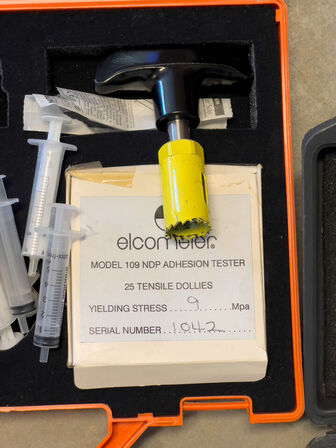 elcometer®
MODEL 109 NDP ADHESION TESTER
25 TENSILE DOLLIES
YIELDING STRESS......9......Mpa
SERIAL NUMBER...1042......